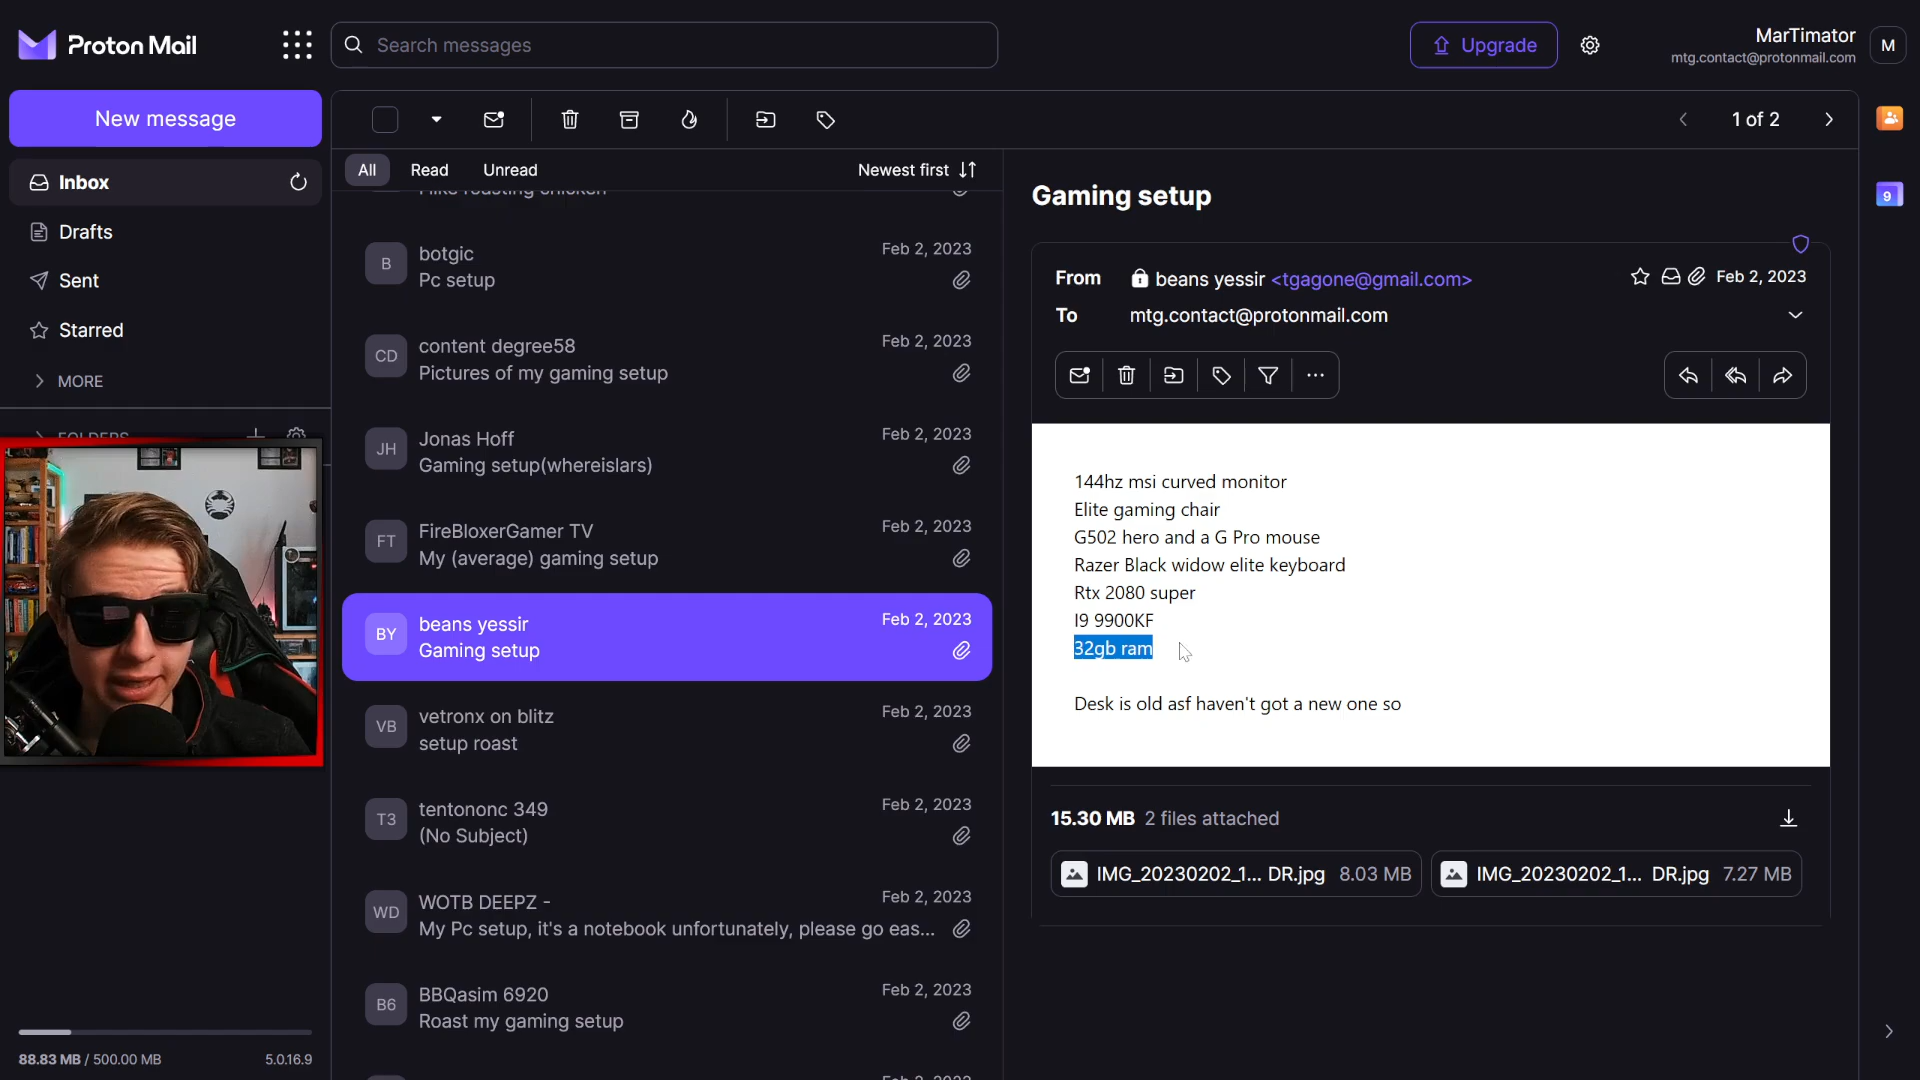 Proton Mail
Search messages
Upgrade
MarTimator
mtg.contact@protonmail.com
M
New message
Inbox
Drafts
Sent
Starred
MORE
FOLDERS
88.83 MB / 500.00 MB
5.0.16.9
1 of 2
All
Read
Unread
Newest first
I like roasting chicken
B
botgic
Feb 2, 2023
Pc setup
CD
content degree58
Feb 2, 2023
Pictures of my gaming setup
JH
Jonas Hoff
Feb 2, 2023
Gaming setup(whereislars)
FT
FireBloxerGamer TV
Feb 2, 2023
My (average) gaming setup
BY
beans yessir
Feb 2, 2023
Gaming setup
VB
vetronx on blitz
Feb 2, 2023
setup roast
T3
tentononc 349
Feb 2, 2023
(No Subject)
WD
WOTB DEEPZ -
Feb 2, 2023
My Pc setup, it's a notebook unfortunately, please go eas...
B6
BBQasim 6920
Feb 2, 2023
Roast my gaming setup
Feb 2, 2023
Gaming setup
From beans yessir <tgagone@gmail.com>
Feb 2, 2023
To mtg.contact@protonmail.com
144hz msi curved monitor
Elite gaming chair
G502 hero and a G Pro mouse
Razer Black widow elite keyboard
Rtx 2080 super
I9 9900KF
32gb ram
Desk is old asf haven't got a new one so
15.30 MB 2 files attached
IMG_20230202_1... DR.jpg 8.03 MB
IMG_20230202_1... DR.jpg 7.27 MB
9